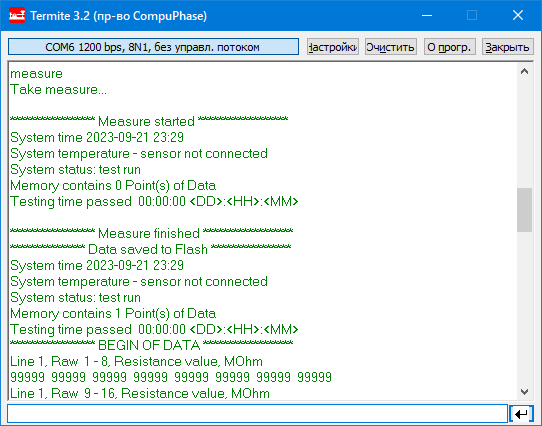 Termite 3.2 (пр-во CompuPhase)
COM6 1200 bps, 8N1, без управл. потоком
Настройки
Очистить
О прогр.
Закрыть
measure
Take measure...
******************** Measure started ********************
System time 2023-09-21 23:29
System temperature - sensor not connected
System status: test run
Memory contains 0 Point(s) of Data
Testing time passed 00:00:00 <DD>:<HH>:<MM>
******************** Measure finished ********************
****************** Data saved to Flash ******************
System time 2023-09-21 23:29
System temperature - sensor not connected
System status: test run
Memory contains 1 Point(s) of Data
Testing time passed 00:00:00 <DD>:<HH>:<MM>
******************** BEGIN OF DATA ********************
Line 1, Raw 1 - 8, Resistance value, MOhm
99999 99999 99999 99999 99999 99999 99999 99999
Line 1, Raw 9 - 16, Resistance value, MOhm